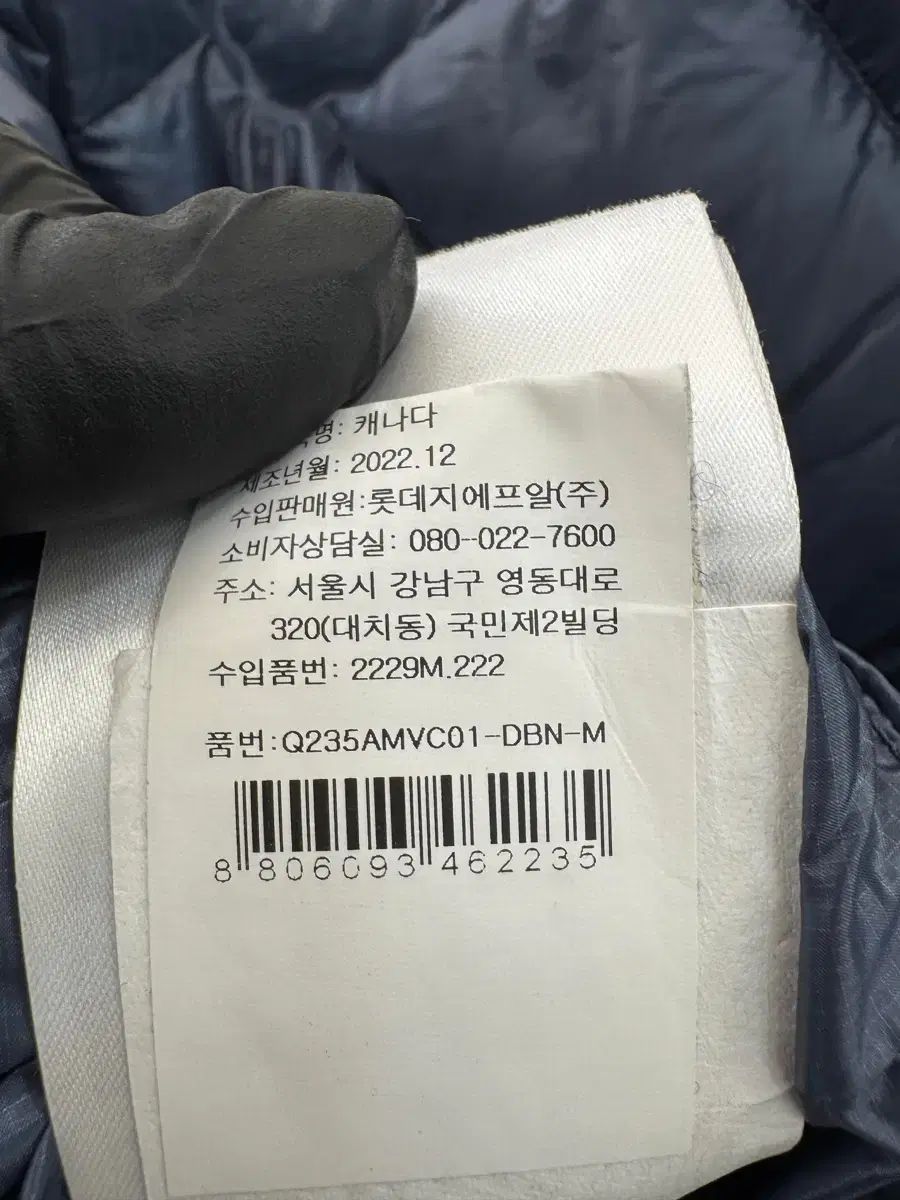 명: 캐나다
제조년월: 2022.12
수입판매원:롯데지에프알(주)
소비자상담실: 080-022-7600
주소: 서울시 강남구 영동대로
320(대치동) 국민제2빌딩
수입품번: 2229M.222
품번:Q235AMVC01-DBN-M
8 806093 462235